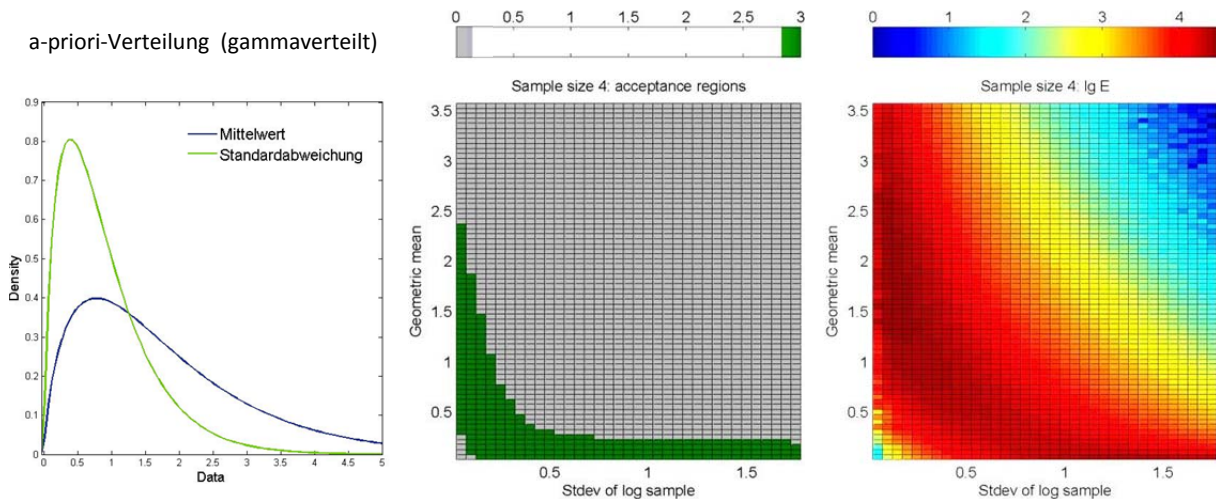 a-priori-Verteilung (gammaverteilt)
0.9
0.8
0.7
0.6
0.5
0.4
0.3
0.2
0.1
0
Density
Mittelwert
Standardabweichung
0 0.5 1 1.5 2 2.5 3 3.5 4 4.5 5
Data
0 0.5 1 1.5 2 2.5 3
Sample size 4: acceptance regions
3.5
3
2.5
2
1.5
1
0.5
Geometric mean
0.5 1 1.5
Stdev of log sample
0 1 2 3 4
Sample size 4: lg E
3.5
3
2.5
2
1.5
1
0.5
Geometric mean
0.5 1 1.5
Stdev of log sample